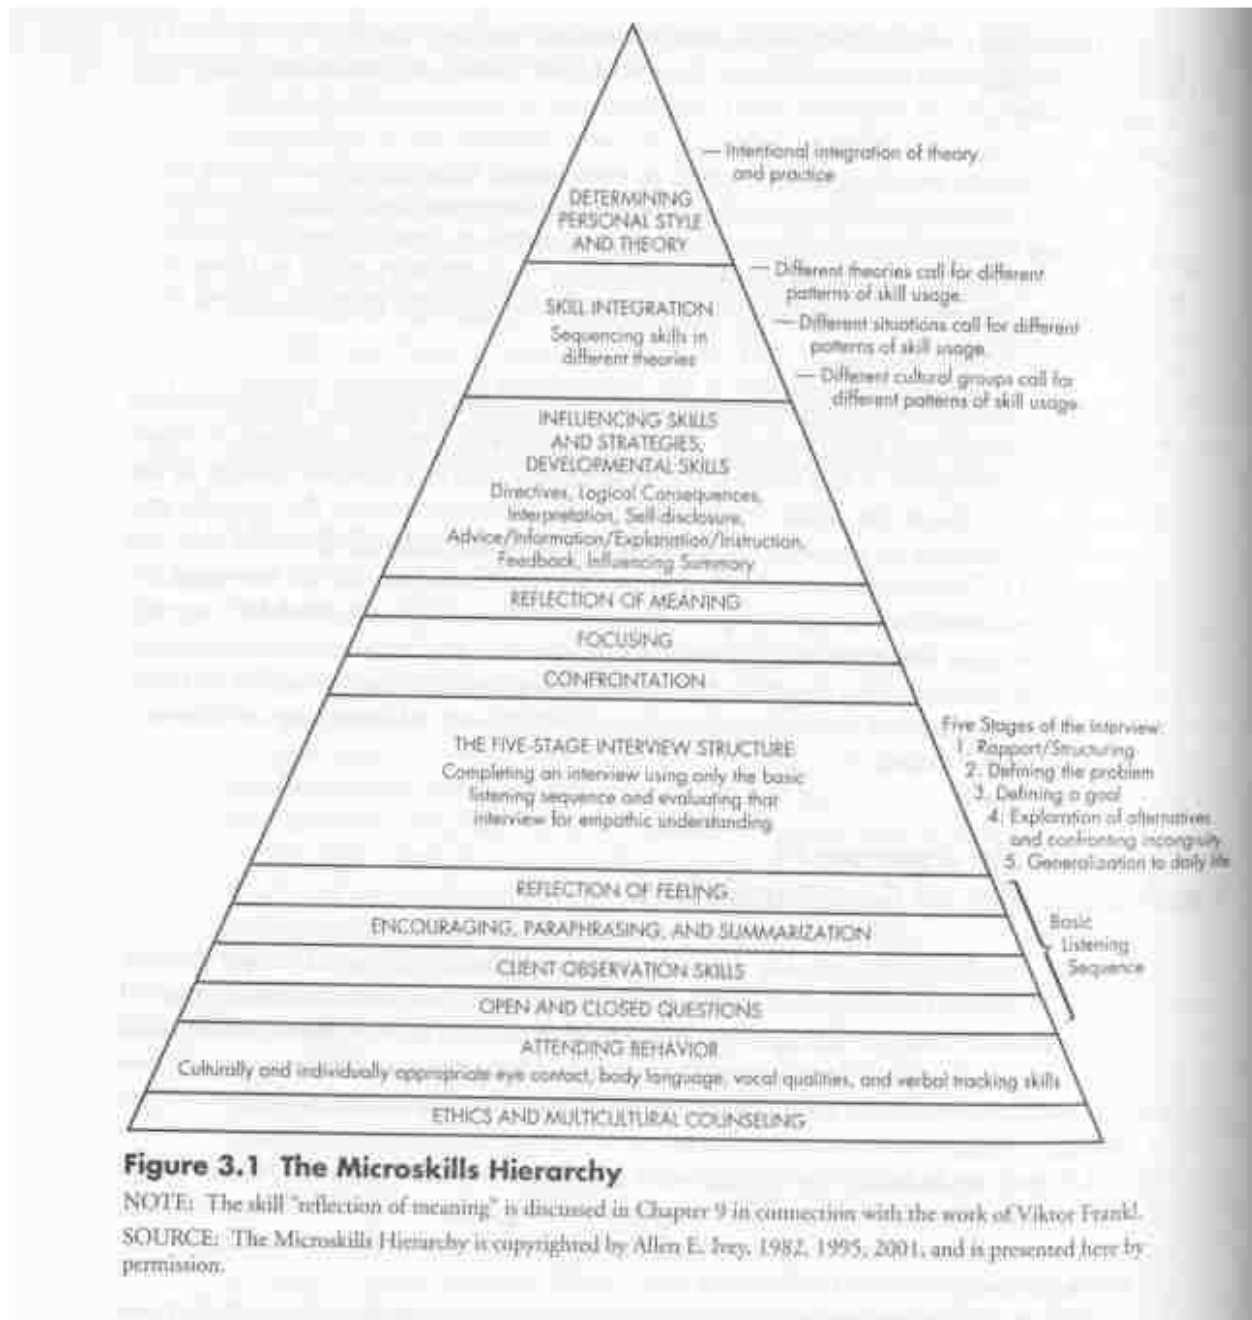 — Intentional integration of theory
and practice
DETERMINING
PERSONAL STYLE
AND THEORY
— Different theories call for different
patterns of skill usage.
SKILL INTEGRATION
Sequencing skills in
different theories
— Different situations call for different
patterns of skill usage.
— Different cultural groups call for
different patterns of skill usage.
INFLUENCING SKILLS
AND STRATEGIES,
DEVELOPMENTAL SKILLS
Directives, Logical Consequences,
Interpretation, Self-disclosure,
Advice/Information/Explanation/Instruction,
Feedback, Influencing Summary
REFLECTION OF MEANING
FOCUSING
CONFRONTATION
THE FIVE-STAGE INTERVIEW STRUCTURE
Completing an interview using only the basic
listening sequence and evaluating that
interview for empathic understanding
Five Stages of the Interview:
1. Rapport/Structuring
2. Defining the problem
3. Defining a goal
4. Exploration of alternatives
and confronting incongruity
5. Generalization to daily life
REFLECTION OF FEELING
ENCOURAGING, PARAPHRASING, AND SUMMARIZATION
CLIENT OBSERVATION SKILLS
OPEN AND CLOSED QUESTIONS
Basic
Listening
Sequence
ATTENDING BEHAVIOR
Culturally and individually appropriate eye contact, body language, vocal qualities, and verbal tracking skills
ETHICS AND MULTICULTURAL COUNSELING
Figure 3.1 The Microskills Hierarchy
NOTE: The skill "reflection of meaning" is discussed in Chapter 9 in connection with the work of Viktor Frankl.
SOURCE: The Microskills Hierarchy is copyrighted by Allen E. Ivey, 1982, 1995, 2001, and is presented here by
permission.